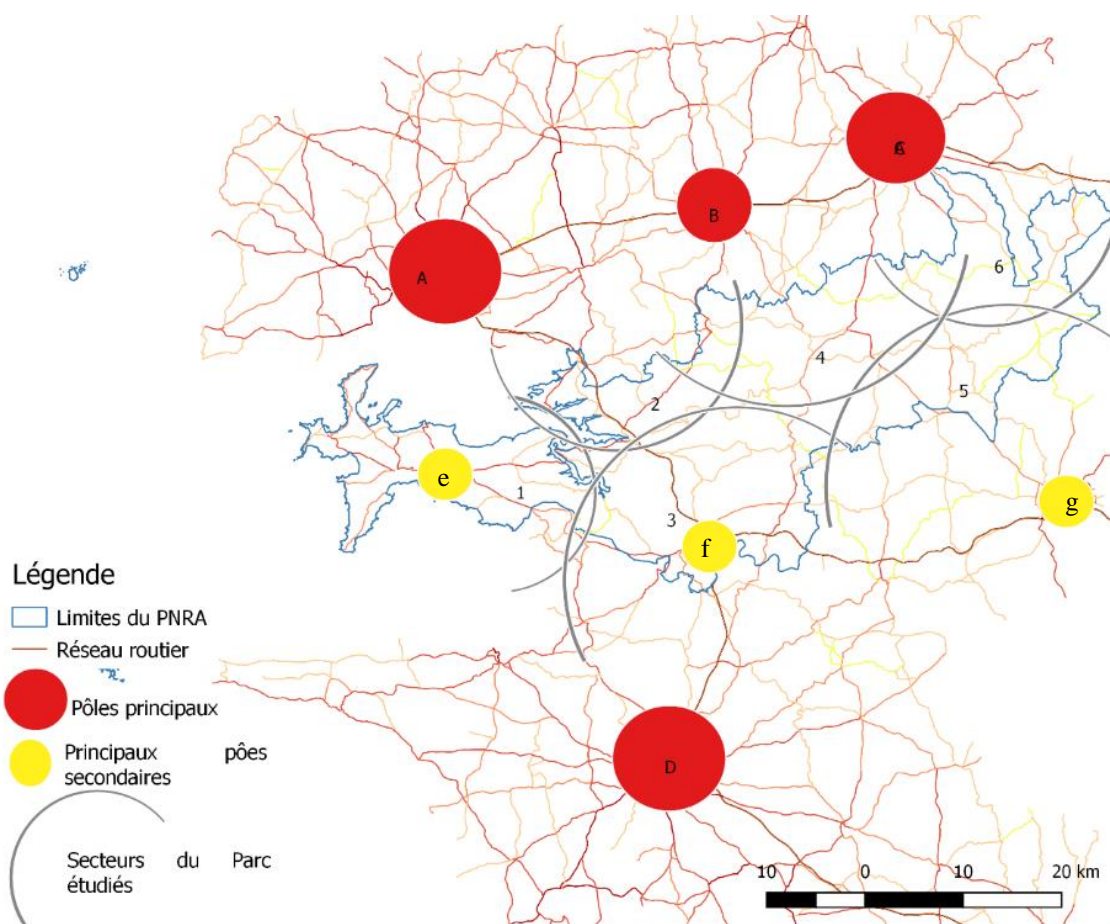 C
B
A
6
4
5
2
e
1
g
3
f
Légende
Limites du PNRA
Réseau routier
Pôles principaux
Principaux pôes
secondaires
D
Secteurs du Parc
étudiés
10 0 10 20 km